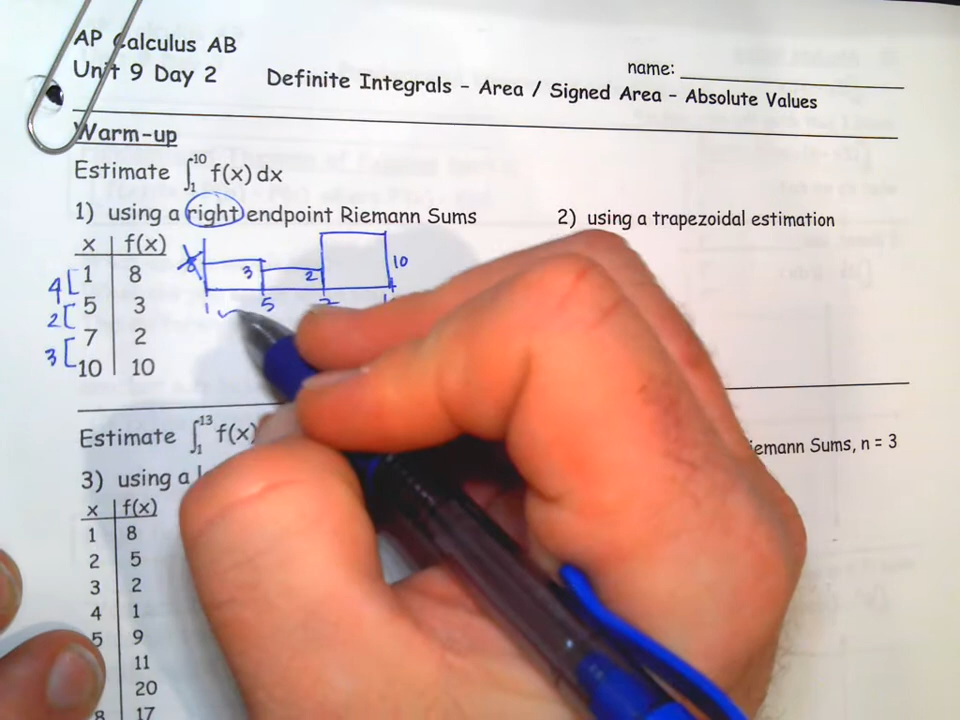 AP Calculus AB
Unit 9 Day 2 Definite Integrals - Area / Signed Area - Absolute Values
name:
Warm-up
Estimate ∫₁¹⁰ f(x) dx
1) using a right endpoint Riemann Sums
x f(x)
4 1 8
2 5 3
3 7 2
10 10
3 2 10
1 5
2) using a trapezoidal estimation
Estimate ∫₁¹³ f(x)
3) using a
iemann Sums, n = 3
x f(x)
1 8
2 5
3 2
4 1
5 9
11
20
8 17